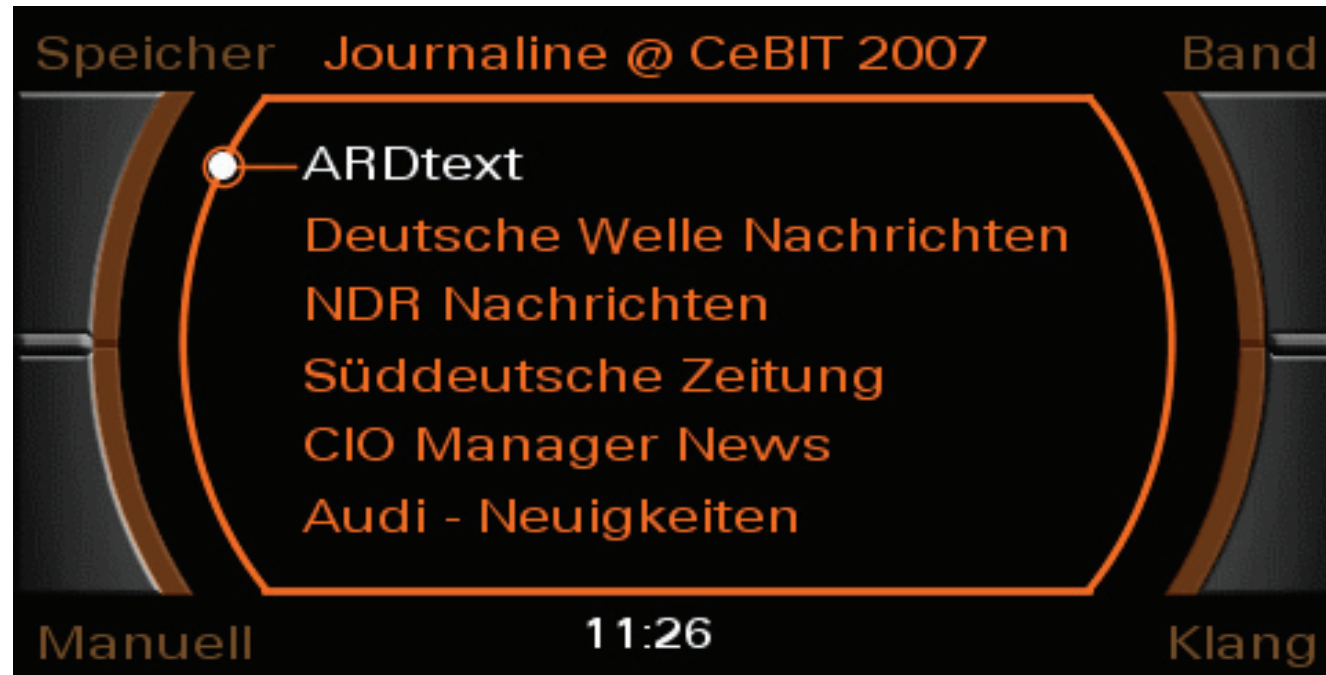 Speicher Journaline @ CeBIT 2007 Band
ARDtext
Deutsche Welle Nachrichten
NDR Nachrichten
Süddeutsche Zeitung
CIO Manager News
Audi - Neuigkeiten
Manuell 11:26 Klang